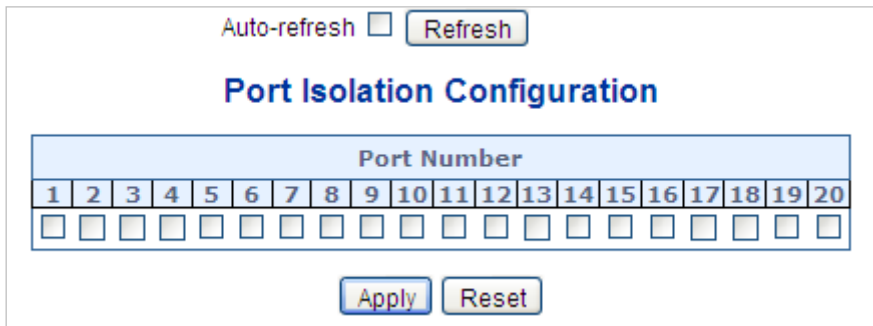 Auto-refresh Refresh
Port Isolation Configuration
Port Number
1 2 3 4 5 6 7 8 9 10 11 12 13 14 15 16 17 18 19 20
Apply Reset